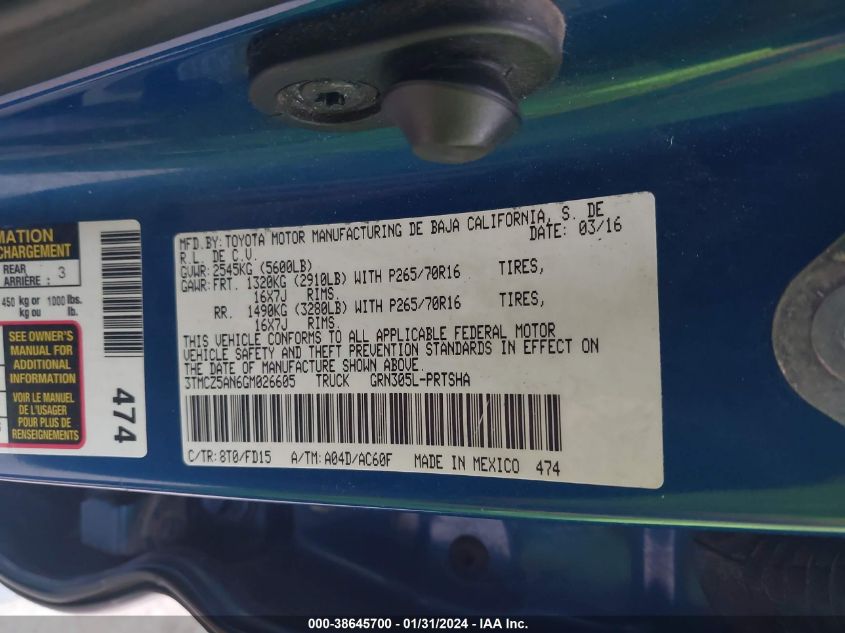 MATION
CHARGEMENT
REAR
ARRIÈRE : 3
450 kg or 1000 lbs.
kg ou lb.
SEE OWNER'S
MANUAL FOR
ADDITIONAL
INFORMATION
VOIR LE MANUEL
DE L'USAGER
POUR PLUS DE
RENSEIGNEMENTS
474
MFD.BY: TOYOTA MOTOR MANUFACTURING DE BAJA CALIFORNIA, S. DE
R.L. DE C.V. DATE: 03/16
GVWR: 2545KG (5600LB)
GAWR: FRT. 1320KG (2910LB) WITH P265/70R16 TIRES,
16X7J RIMS.
RR. 1490KG (3280LB) WITH P265/70R16 TIRES,
16X7J RIMS.
THIS VEHICLE CONFORMS TO ALL APPLICABLE FEDERAL MOTOR
VEHICLE SAFETY AND THEFT PREVENTION STANDARDS IN EFFECT ON
THE DATE OF MANUFACTURE SHOWN ABOVE.
3TMCZ5AN6GM026605 TRUCK GRN305L-PRTSHA
C/TR: 8T0/FD15 A/TM: A04D/AC60F MADE IN MEXICO 474
000-38645700 - 01/31/2024 - IAA Inc.